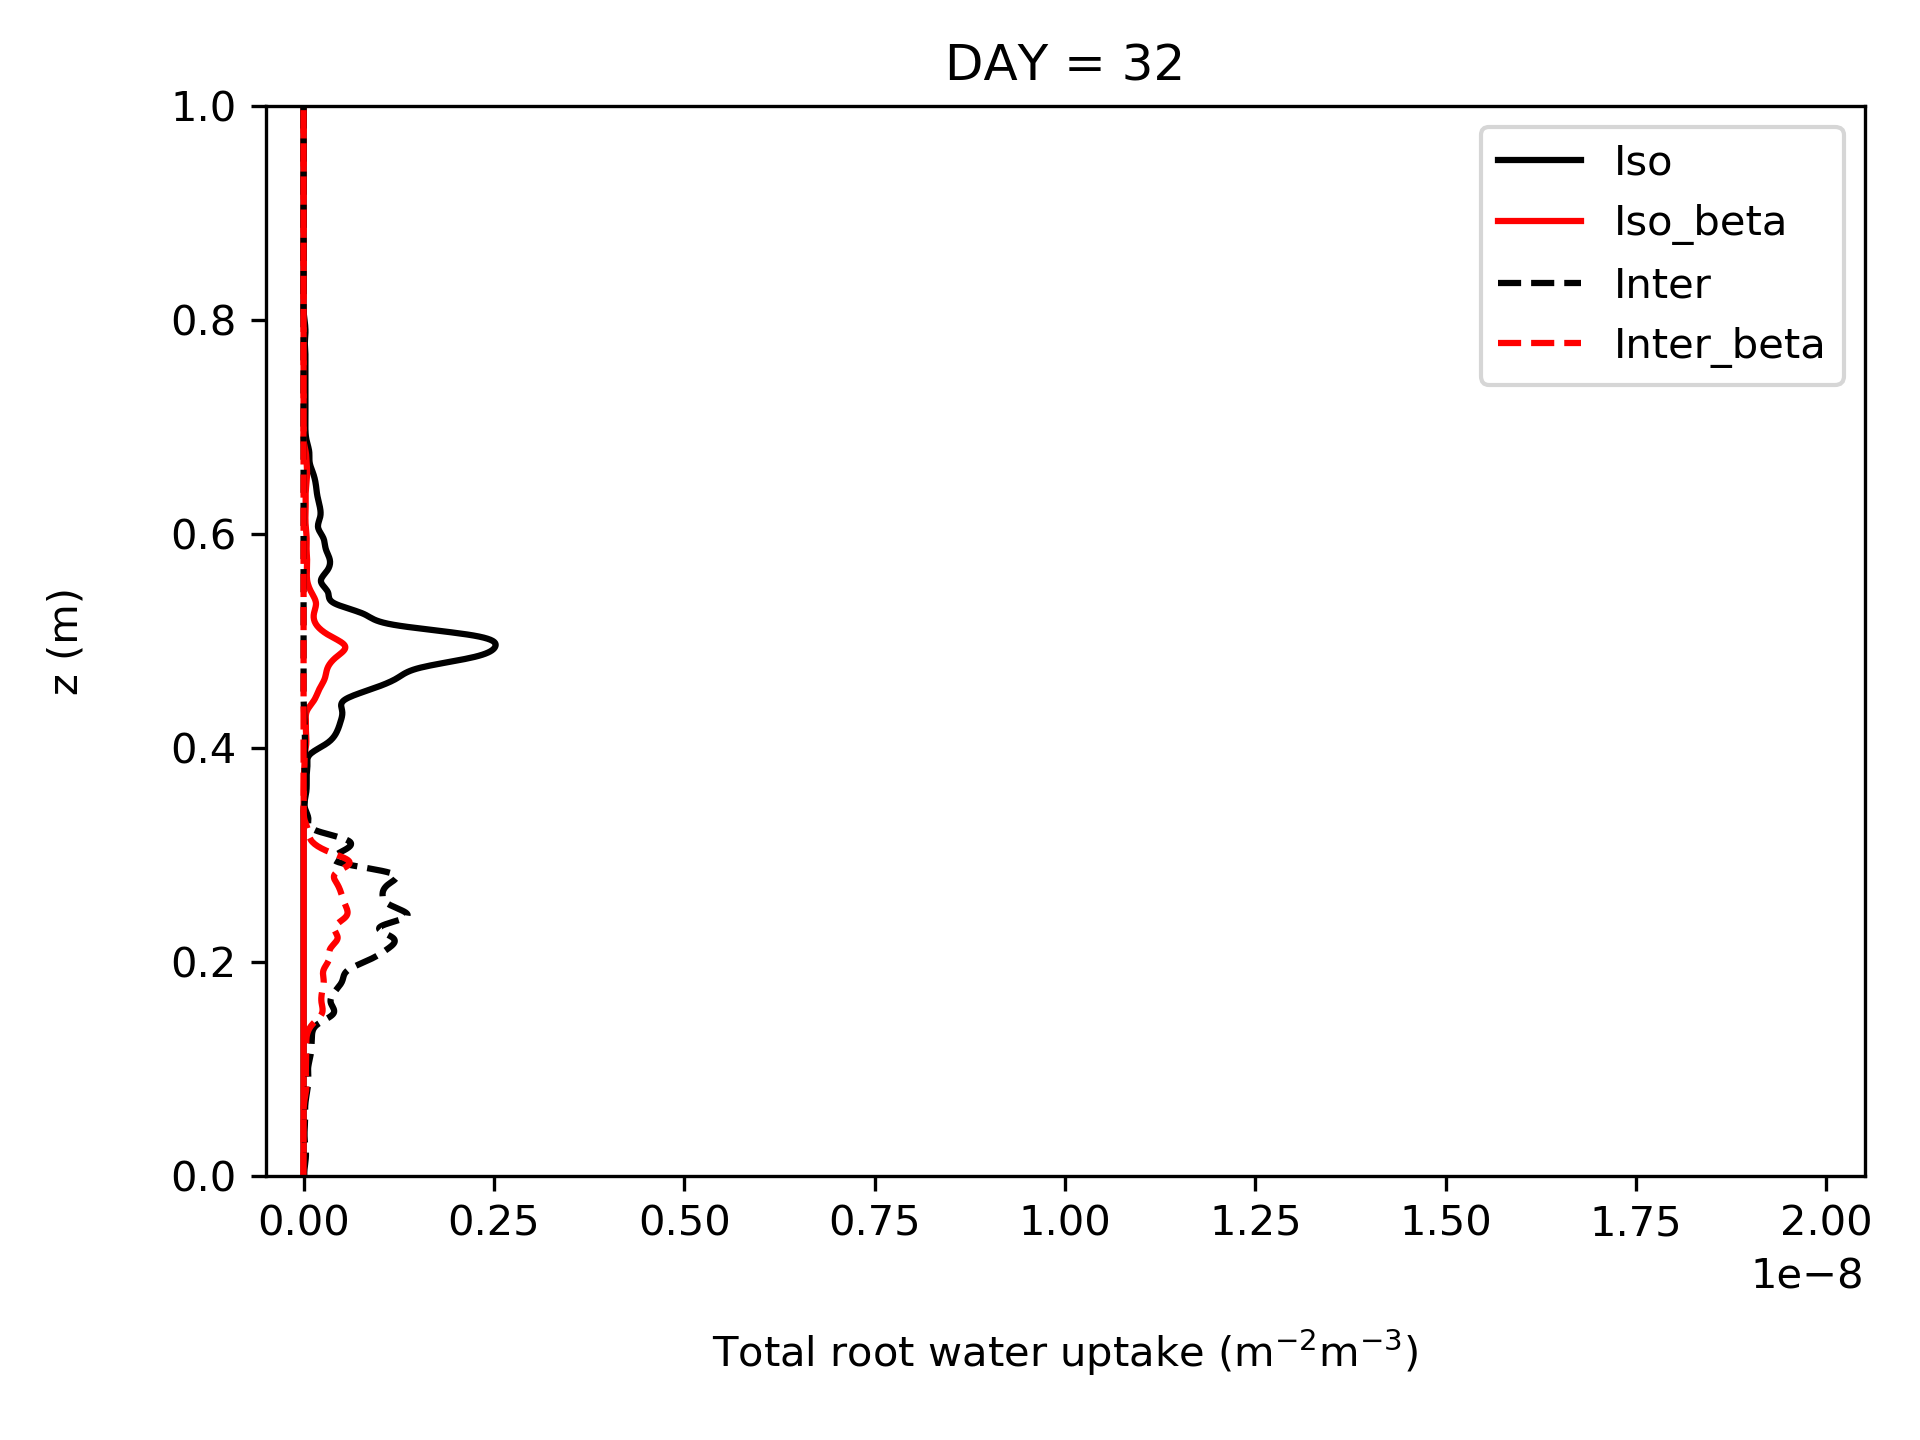 DAY = 32
1.0
0.8
0.6
0.4
0.2
0.0
z (m)
Iso
Iso_beta
Inter
Inter_beta
0.00 0.25 0.50 0.75 1.00 1.25 1.50 1.75 2.00
1e−8
Total root water uptake (m⁻²m⁻³)